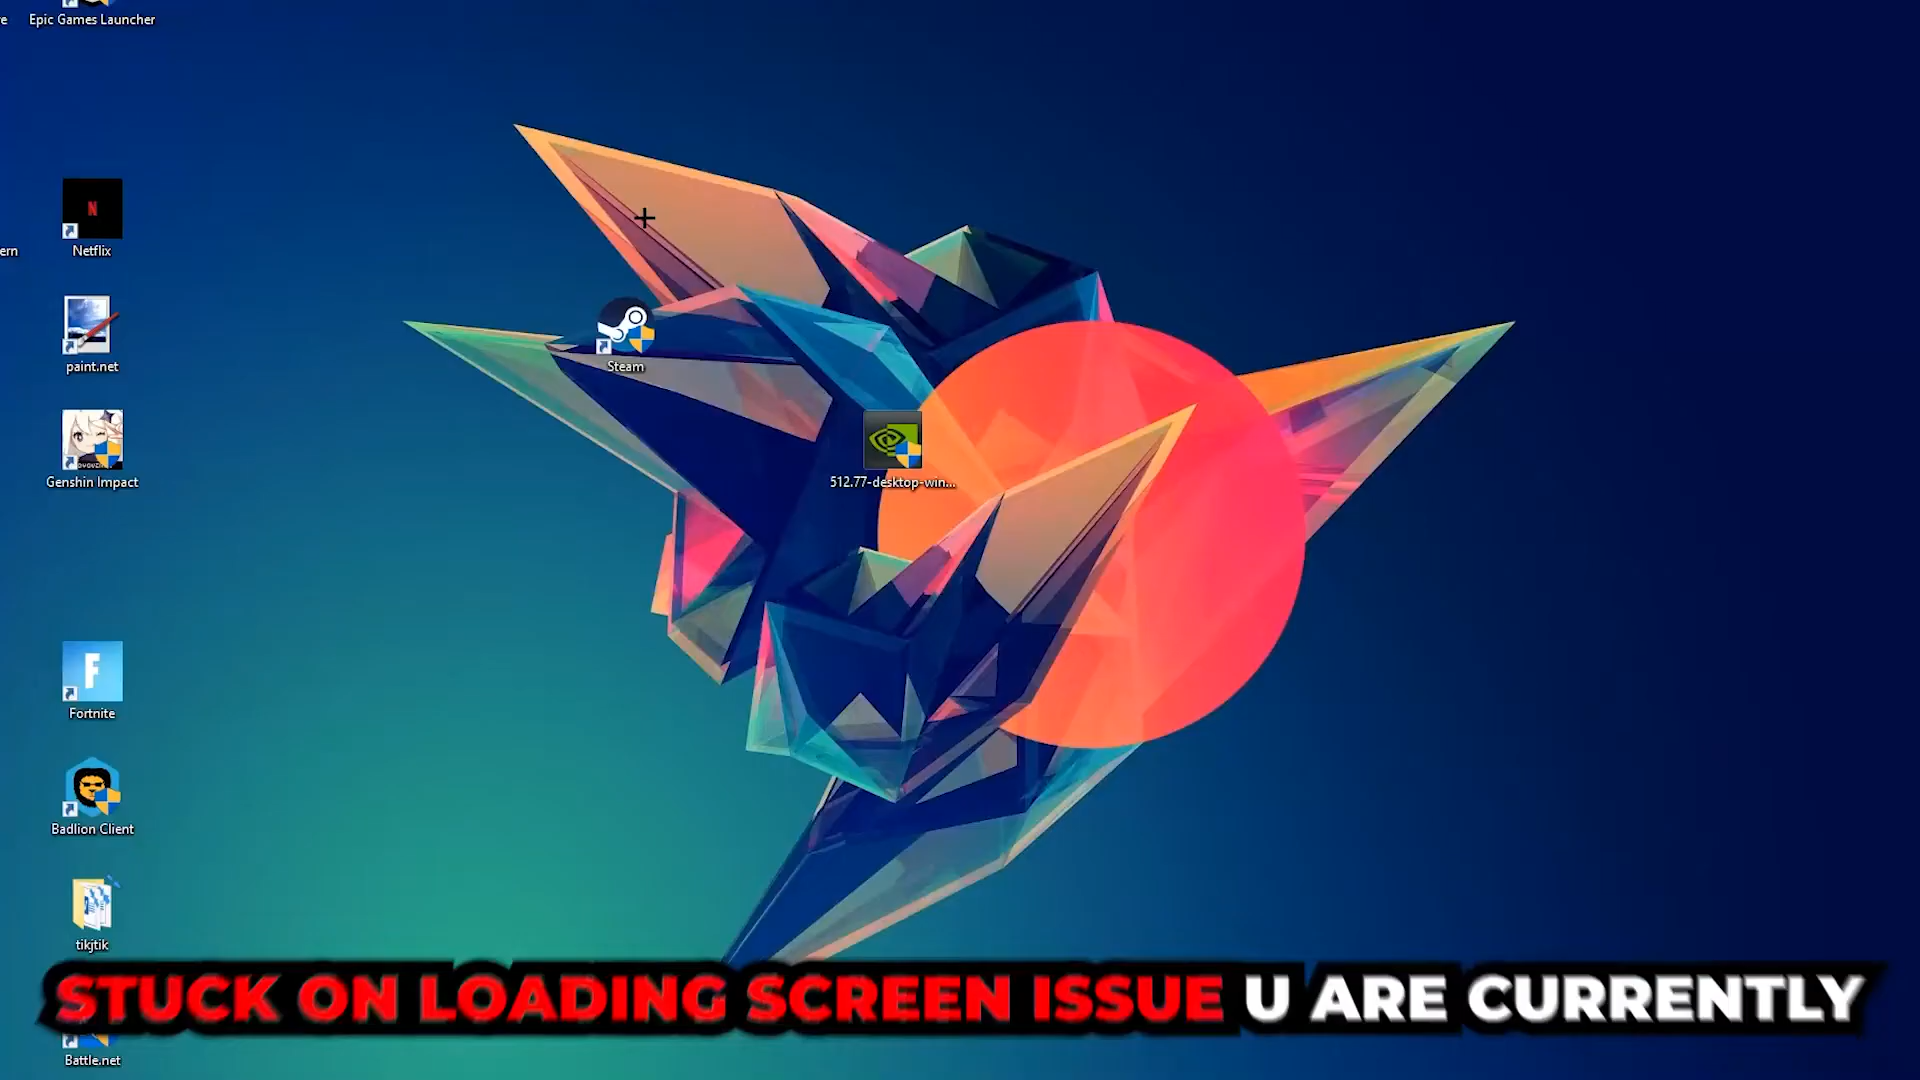 Epic Games Launcher
N
Netflix
ern
paint.net
Steam
Genshin Impact
512.77-desktop-win...
F
Fortnite
Badlion Client
tikjtik
STUCK ON LOADING SCREEN ISSUE U ARE CURRENTLY
Battle.net